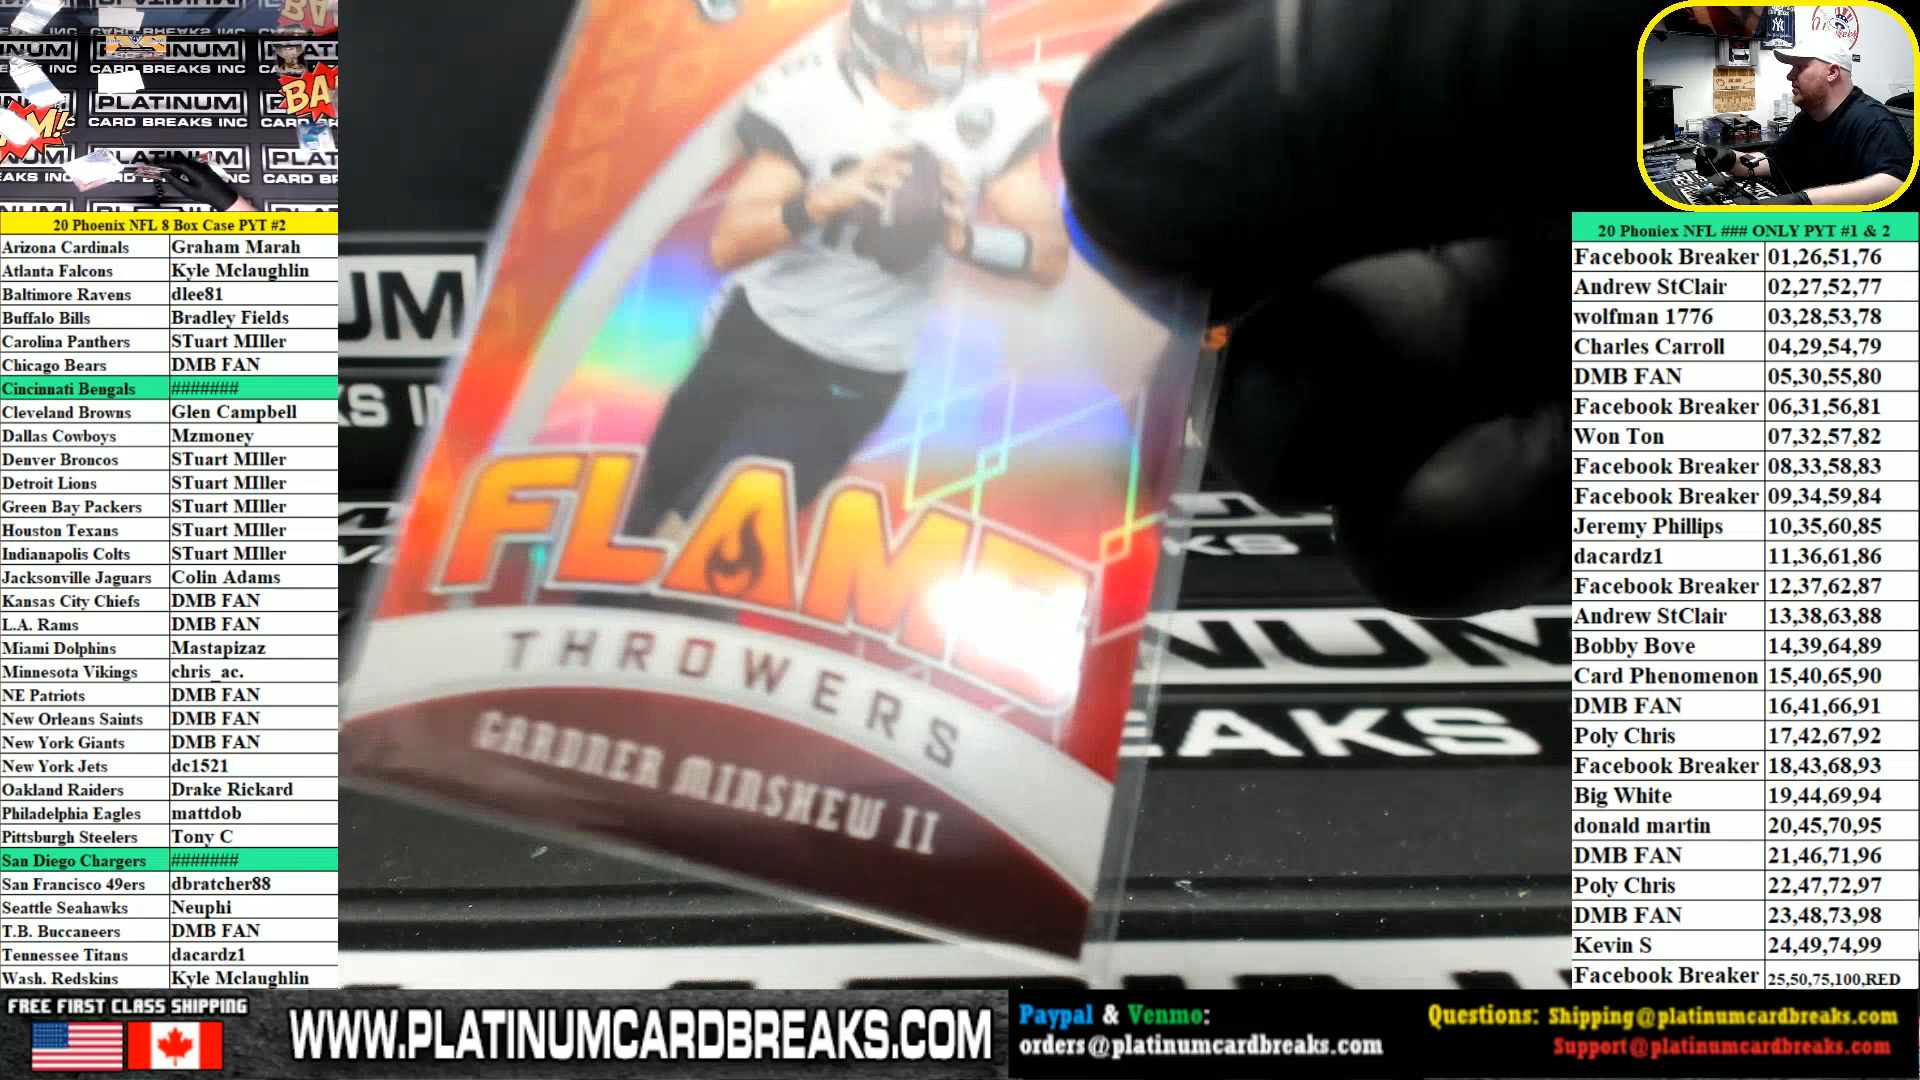 20 Phoenix NFL 8 Box Case PYT #2
Arizona Cardinals Graham Marah
Atlanta Falcons Kyle Mclaughlin
Baltimore Ravens dlee81
Buffalo Bills Bradley Fields
Carolina Panthers STuart MIller
Chicago Bears DMB FAN
Cincinnati Bengals #######
Cleveland Browns Glen Campbell
Dallas Cowboys Mzmoney
Denver Broncos STuart MIller
Detroit Lions STuart MIller
Green Bay Packers STuart MIller
Houston Texans STuart MIller
Indianapolis Colts STuart MIller
Jacksonville Jaguars Colin Adams
Kansas City Chiefs DMB FAN
L.A. Rams DMB FAN
Miami Dolphins Mastapizaz
Minnesota Vikings chris_ac.
NE Patriots DMB FAN
New Orleans Saints DMB FAN
New York Giants DMB FAN
New York Jets dc1521
Oakland Raiders Drake Rickard
Philadelphia Eagles mattdob
Pittsburgh Steelers Tony C
San Diego Chargers #######
San Francisco 49ers dbratcher88
Seattle Seahawks Neuphi
T.B. Buccaneers DMB FAN
Tennessee Titans dacardz1
Wash. Redskins Kyle Mclaughlin
PLATINUM
CARD BREAKS INC
FLAME
THROWERS
GARDNER MINSHEW II
20 Phoniex NFL ### ONLY PYT #1 & 2
Facebook Breaker 01,26,51,76
Andrew StClair 02,27,52,77
wolfman 1776 03,28,53,78
Charles Carroll 04,29,54,79
DMB FAN 05,30,55,80
Facebook Breaker 06,31,56,81
Won Ton 07,32,57,82
Facebook Breaker 08,33,58,83
Facebook Breaker 09,34,59,84
Jeremy Phillips 10,35,60,85
dacardz1 11,36,61,86
Facebook Breaker 12,37,62,87
Andrew StClair 13,38,63,88
Bobby Bove 14,39,64,89
Card Phenomenon 15,40,65,90
DMB FAN 16,41,66,91
Poly Chris 17,42,67,92
Facebook Breaker 18,43,68,93
Big White 19,44,69,94
donald martin 20,45,70,95
DMB FAN 21,46,71,96
Poly Chris 22,47,72,97
DMB FAN 23,48,73,98
Kevin S 24,49,74,99
Facebook Breaker 25,50,75,100,RED
FREE FIRST CLASS SHIPPING
WWW.PLATINUMCARDBREAKS.COM
Paypal & Venmo:
orders@platinumcardbreaks.com
Questions: Shipping@platinumcardbreaks.com
Support@platinumcardbreaks.com